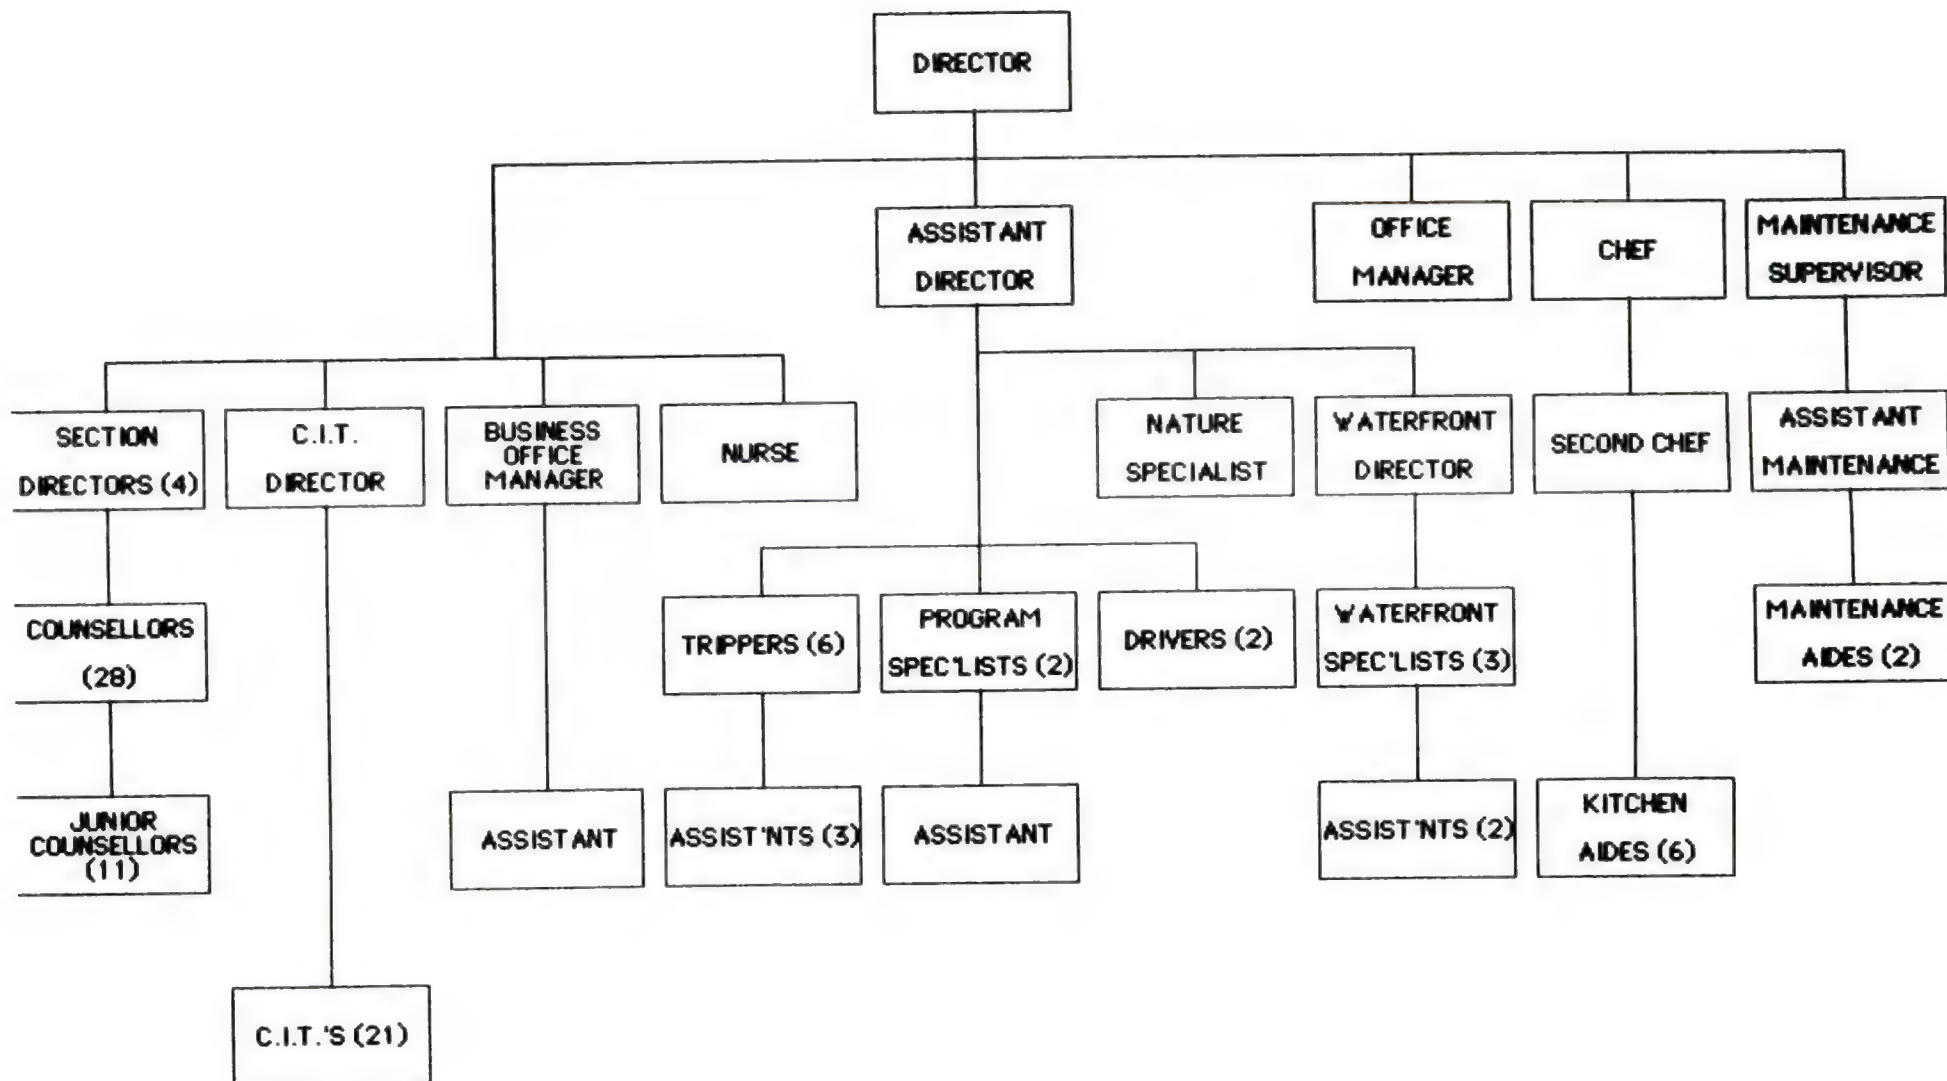 DIRECTOR
ASSISTANT
DIRECTOR
OFFICE
MANAGER
CHEF
MAINTENANCE
SUPERVISOR
SECTION
DIRECTORS (4)
C.I.T.
DIRECTOR
BUSINESS
OFFICE
MANAGER
NURSE
NATURE
SPECIALIST
WATERFRONT
DIRECTOR
SECOND CHEF
ASSISTANT
MAINTENANCE
COUNSELLORS
(28)
TRIPPERS (6)
PROGRAM
SPEC'LISTS (2)
DRIVERS (2)
WATERFRONT
SPEC'LISTS (3)
MAINTENANCE
AIDES (2)
JUNIOR
COUNSELLORS
(11)
ASSISTANT
ASSIST'NTS (3)
ASSISTANT
ASSIST'NTS (2)
KITCHEN
AIDES (6)
C.I.T.'S (21)